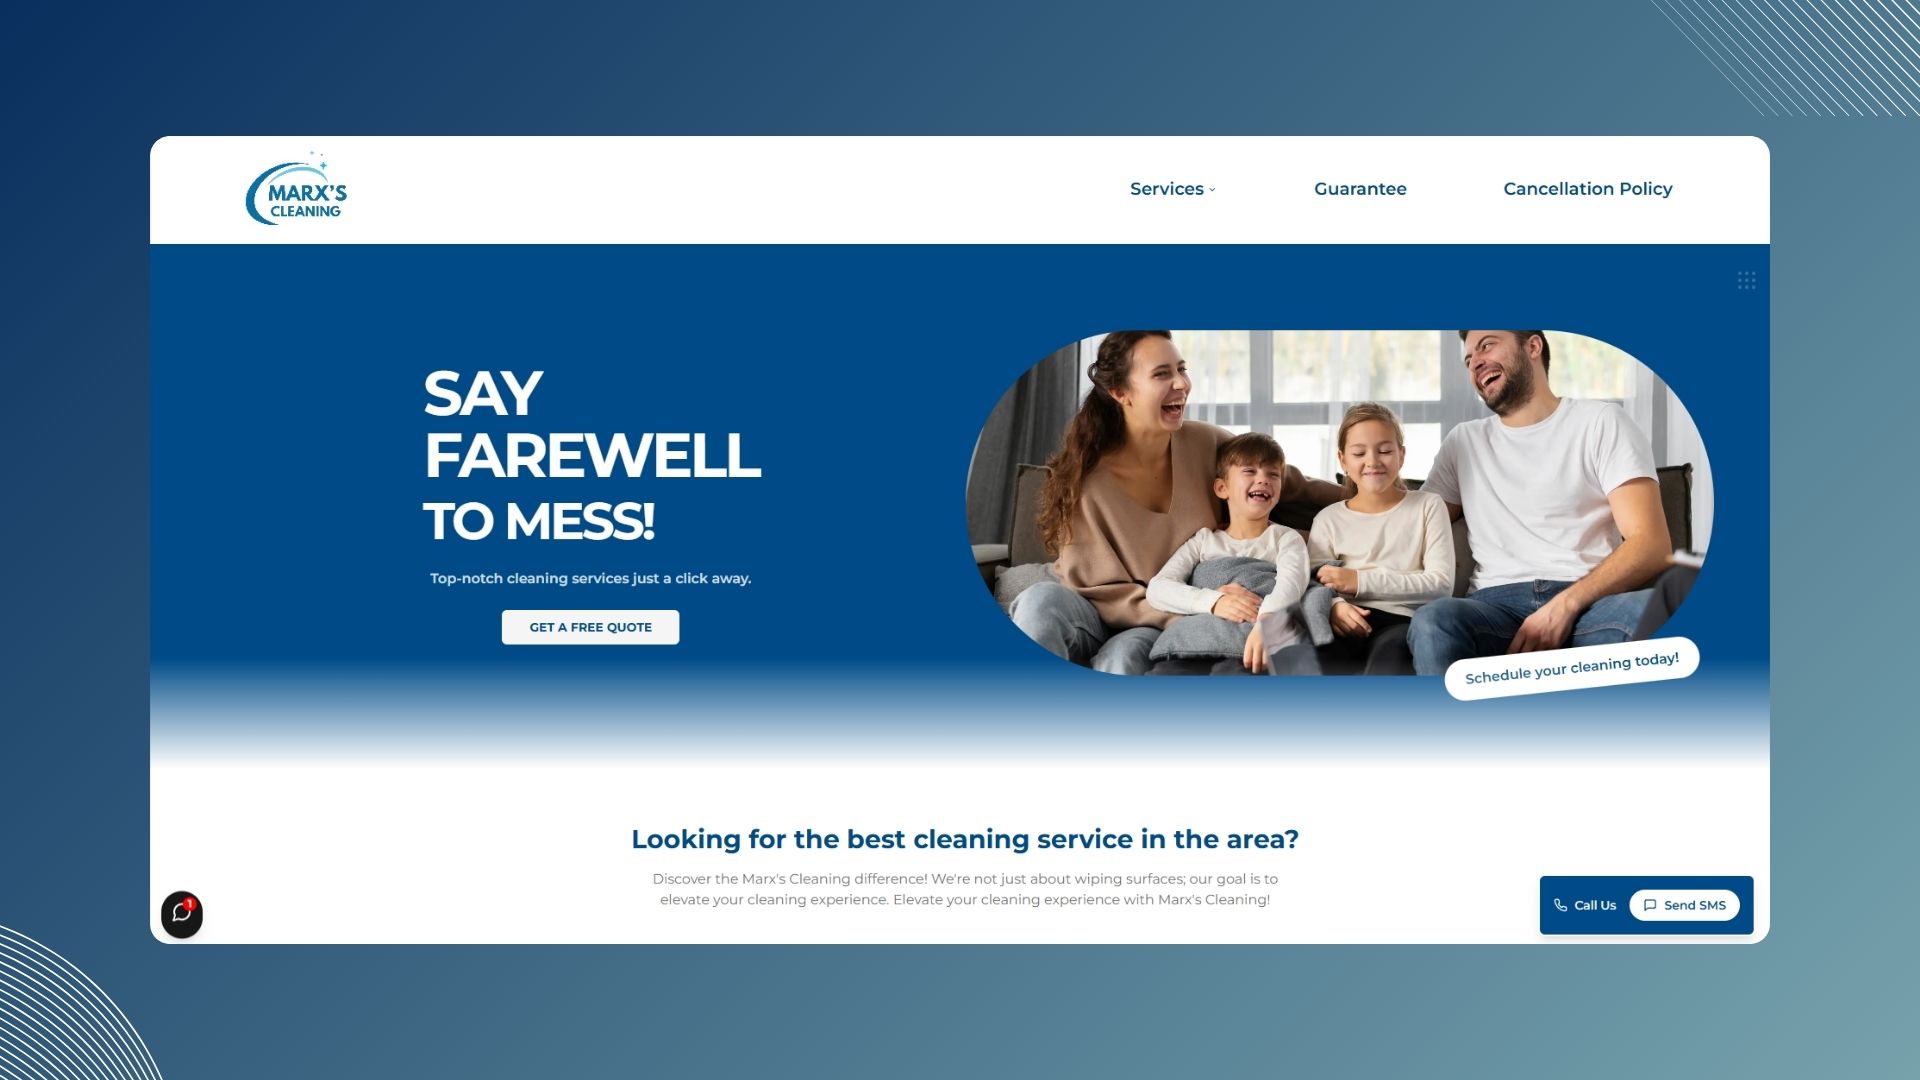 MARX'S
CLEANING
Services
Guarantee
Cancellation Policy
SAY
FAREWELL
TO MESS!
Top-notch cleaning services just a click away.
GET A FREE QUOTE
Schedule your cleaning today!
Looking for the best cleaning service in the area?
Discover the Marx's Cleaning difference! We're not just about wiping surfaces; our goal is to
elevate your cleaning experience. Elevate your cleaning experience with Marx's Cleaning!
1
Call Us
Send SMS